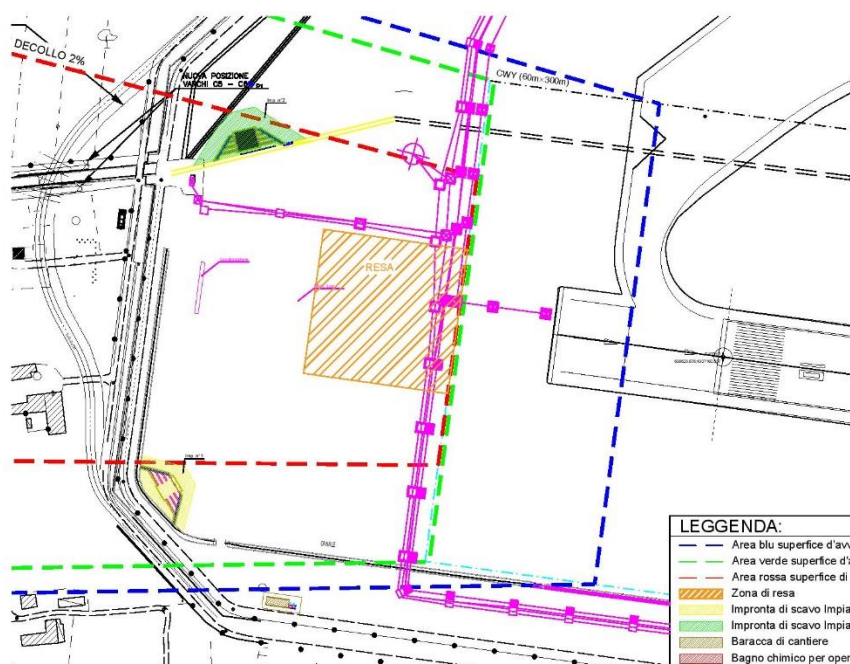 DECOLLO 2%
NUOVA POSIZIONE
VARCHI C5 - C6
CWY (60m×300m)
RESA
LEGGENDA:
Area blu superfice d'avv
Area verde superfice d'a
Area rossa superfice di
Zona di resa
Impronta di scavo Impia
Impronta di scavo Impia
Baracca di cantiere
Bagno chimico per oper